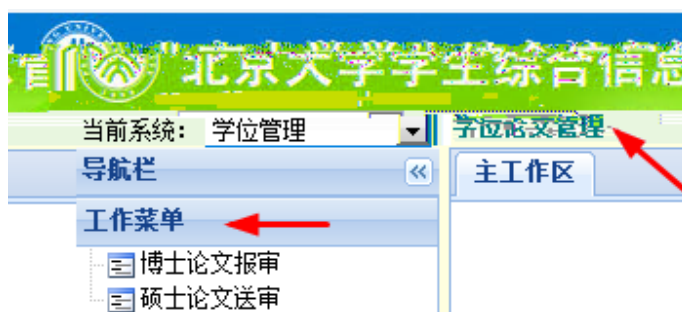 北京大学学生综合信息
当前系统： 学位管理 学位论文管理
导航栏 主工作区
工作菜单
博士论文报审
硕士论文送审